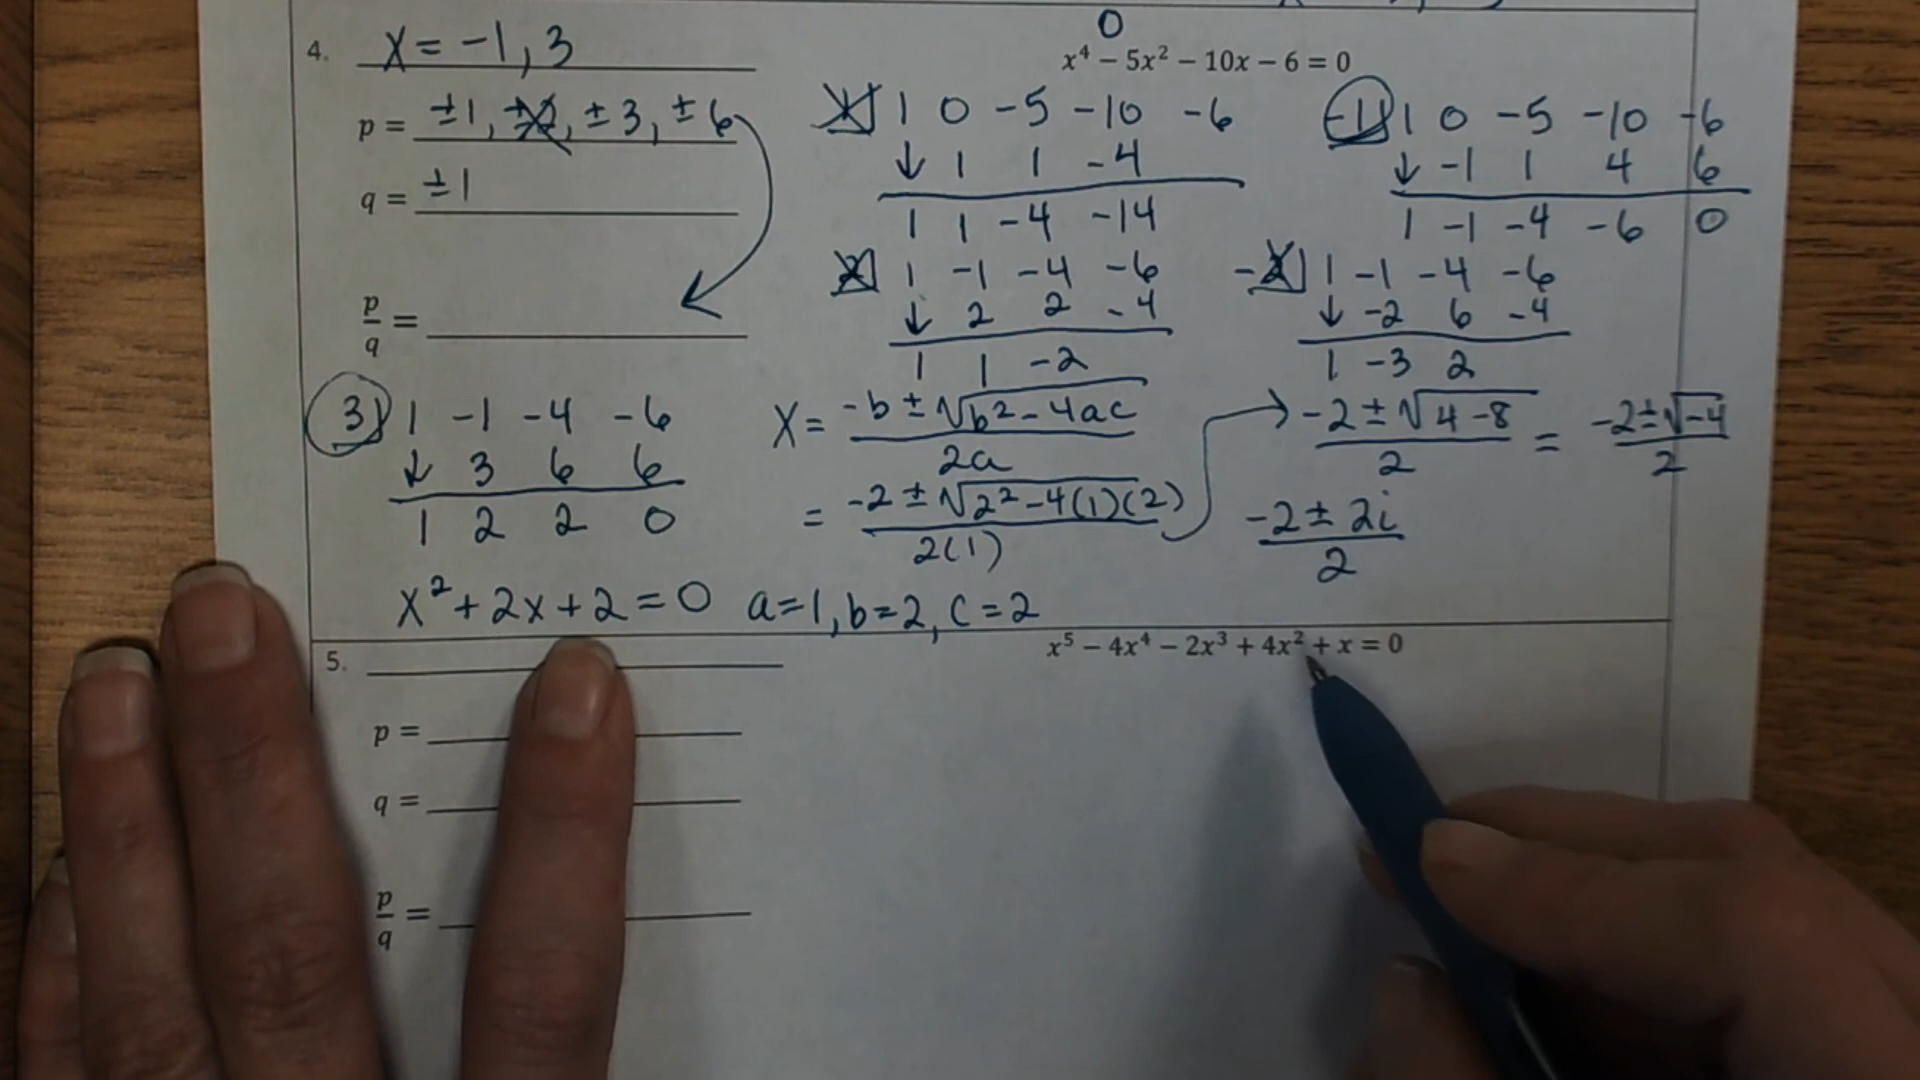 0
4. x = -1, 3
x⁴ − 5x² − 10x − 6 = 0
p = ±1, ±2, ±3, ±6
q = ±1
p/q =
1⌋ 1 0 -5 -10 -6
↓ 1 1 -4
1 1 -4 -14
-1⌋ 1 0 -5 -10 -6
↓ -1 1 4 6
1 -1 -4 -6 0
2⌋ 1 -1 -4 -6
↓ 2 2 -4
1 1 -2
-2⌋ 1 -1 -4 -6
↓ -2 6 -4
1 -3 2
3⌋ 1 -1 -4 -6
↓ 3 6 6
1 2 2 0
x = (-b ± √(b² - 4ac)) / 2a
= (-2 ± √(2² - 4(1)(2))) / 2(1)
→ (-2 ± √(4 - 8)) / 2 = (-2 ± √-4) / 2
(-2 ± 2i) / 2
x² + 2x + 2 = 0 a=1, b=2, c=2
5.
x⁵ − 4x⁴ − 2x³ + 4x² + x = 0
p =
q =
p/q =